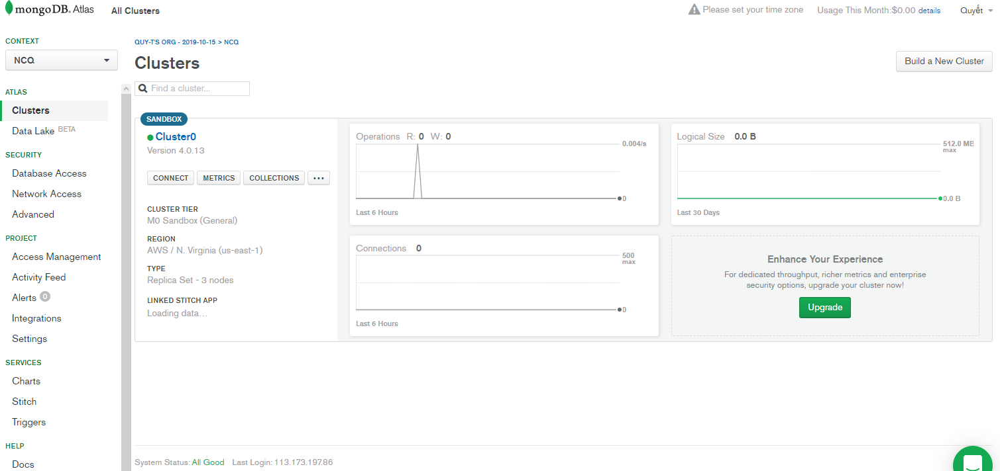 mongoDB. Atlas
All Clusters
Please set your time zone
Usage This Month:$0.00 details
Quyết
CONTEXT
NCQ
ATLAS
Clusters
Data Lake BETA
SECURITY
Database Access
Network Access
Advanced
PROJECT
Access Management
Activity Feed
Alerts 0
Integrations
Settings
SERVICES
Charts
Stitch
Triggers
HELP
Docs
QUY-T'S ORG - 2019-10-15 > NCQ
Clusters
Build a New Cluster
Find a cluster...
SANDBOX
Cluster0
Version 4.0.13
CONNECT
METRICS
COLLECTIONS
...
CLUSTER TIER
M0 Sandbox (General)
REGION
AWS / N. Virginia (us-east-1)
TYPE
Replica Set - 3 nodes
LINKED STITCH APP
Loading data…
Operations R: 0 W: 0
0.004/s
0
Last 6 Hours
Logical Size 0.0 B
512.0 MB
max
0.0 B
Last 30 Days
Connections 0
500
max
0
Last 6 Hours
Enhance Your Experience
For dedicated throughput, richer metrics and enterprise
security options, upgrade your cluster now!
Upgrade
System Status: All Good Last Login: 113.173.197.86